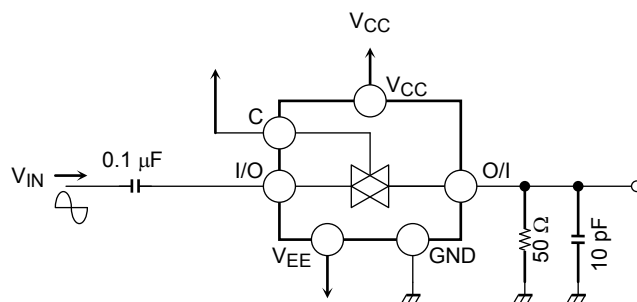 VCC
VCC
C
0.1 μF
I/O
O/I
VIN
VEE
GND
50 Ω
10 pF